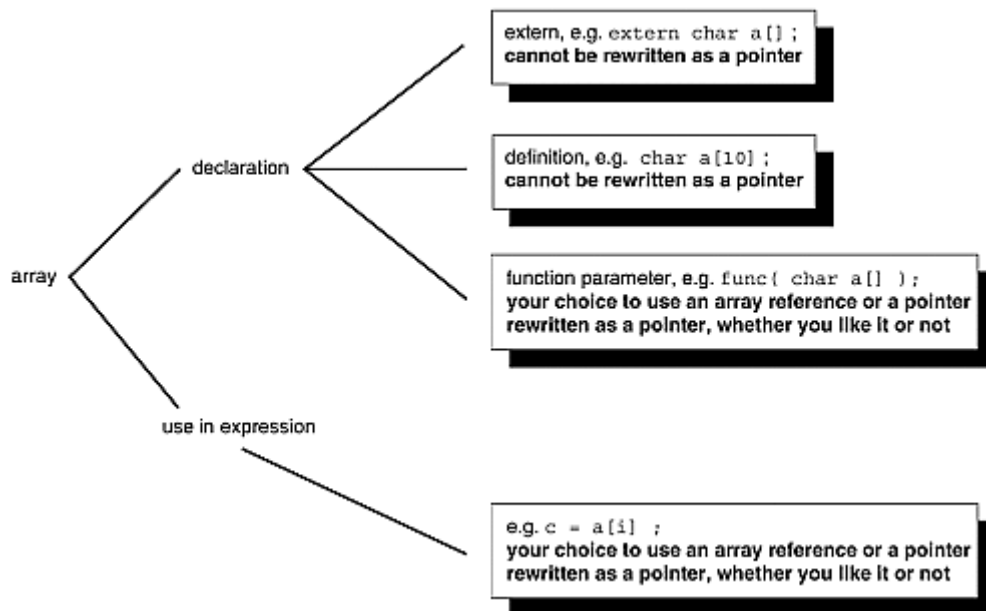 extern, e.g. extern char a[] ;
cannot be rewritten as a pointer
definition, e.g. char a[10] ;
cannot be rewritten as a pointer
declaration
array
function parameter, e.g. func( char a[] );
your choice to use an array reference or a pointer
rewritten as a pointer, whether you like it or not
use in expression
e.g. c = a[i] ;
your choice to use an array reference or a pointer
rewritten as a pointer, whether you like it or not